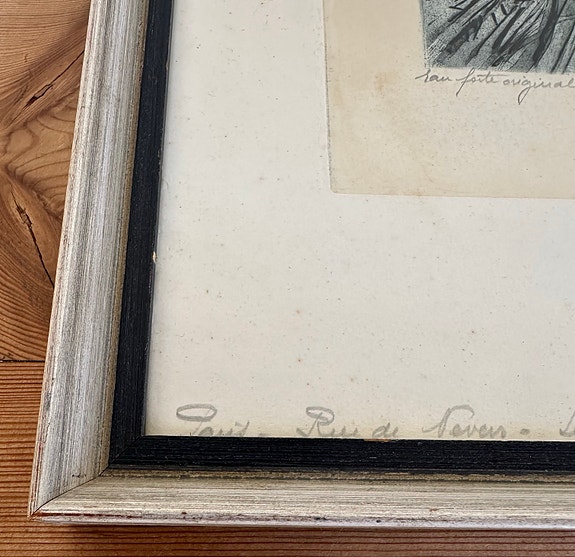 eau forte original
Paris - Rue de Nevers -